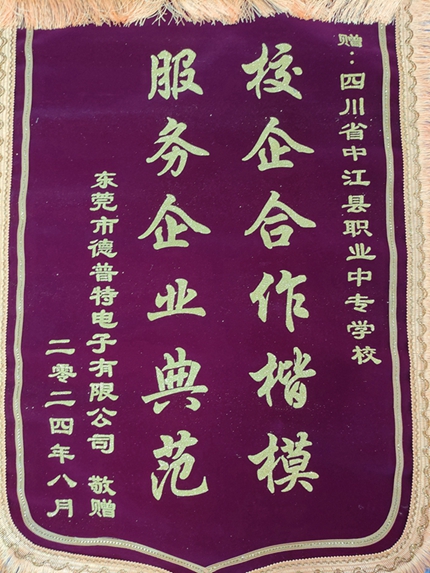 赠：四川省中江县职业中专学校
校企合作楷模
服务企业典范
东莞市德普特电子有限公司 敬赠
二零二四年八月